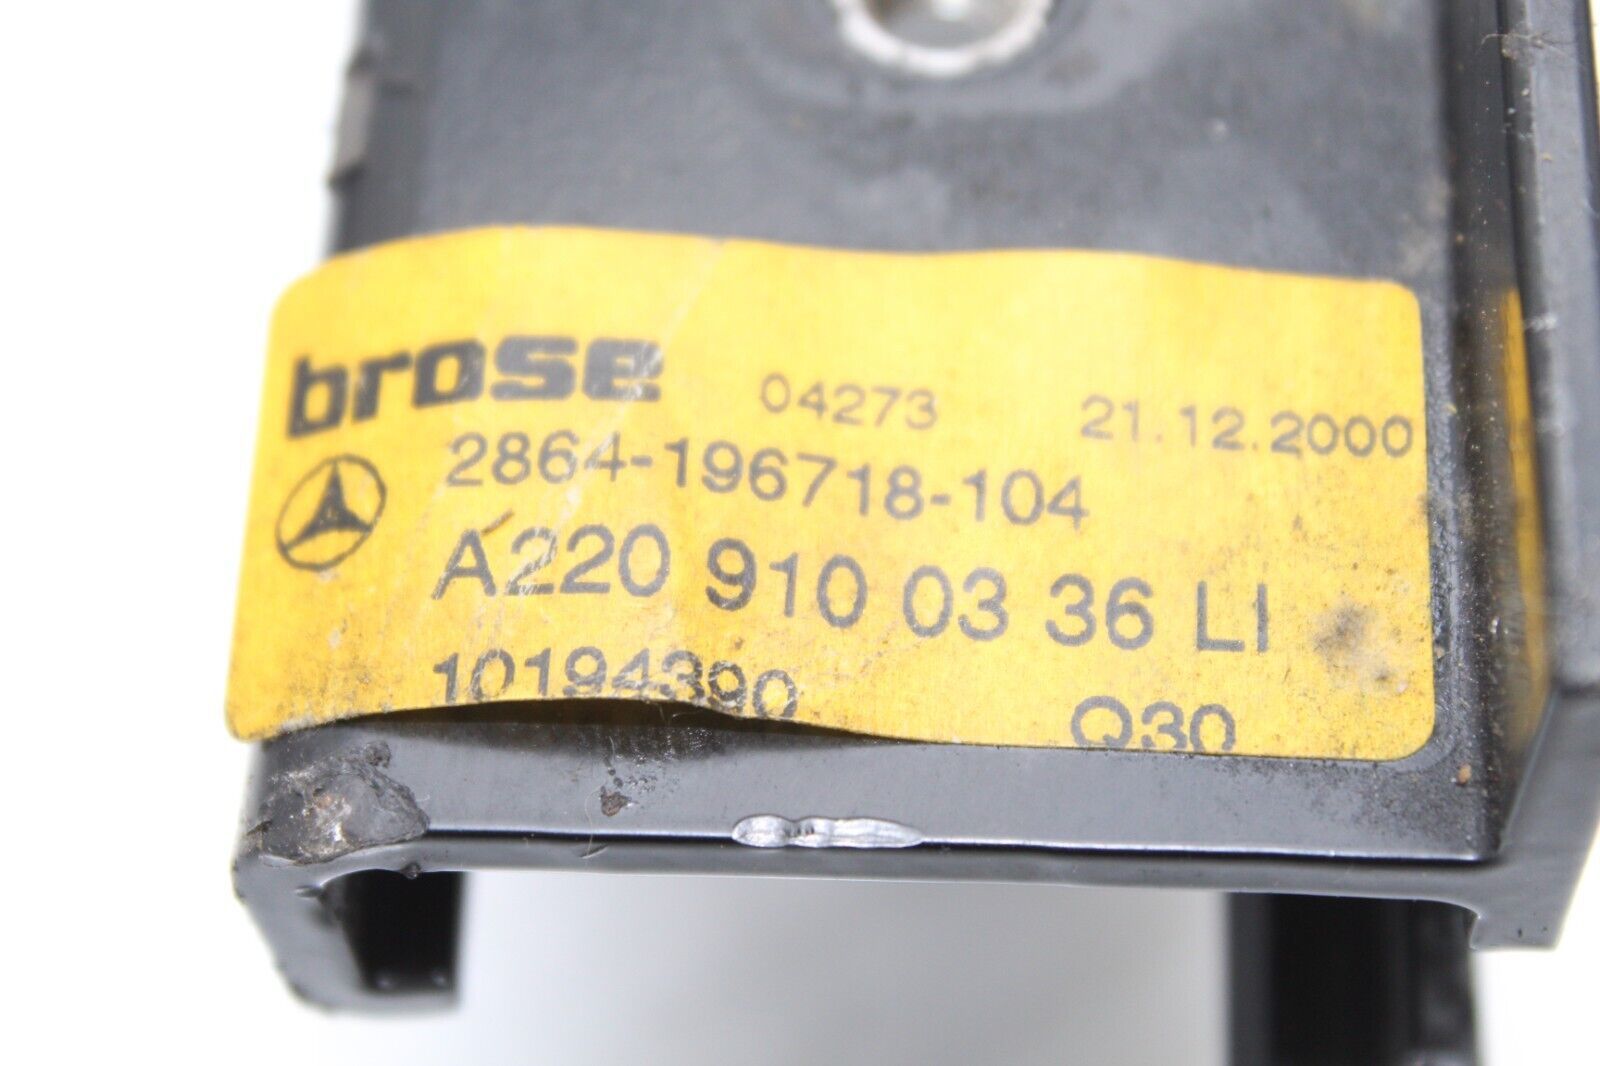 brose 04273 21.12.2000
2864-196718-104
A220 910 03 36 LI
10194390 Q30